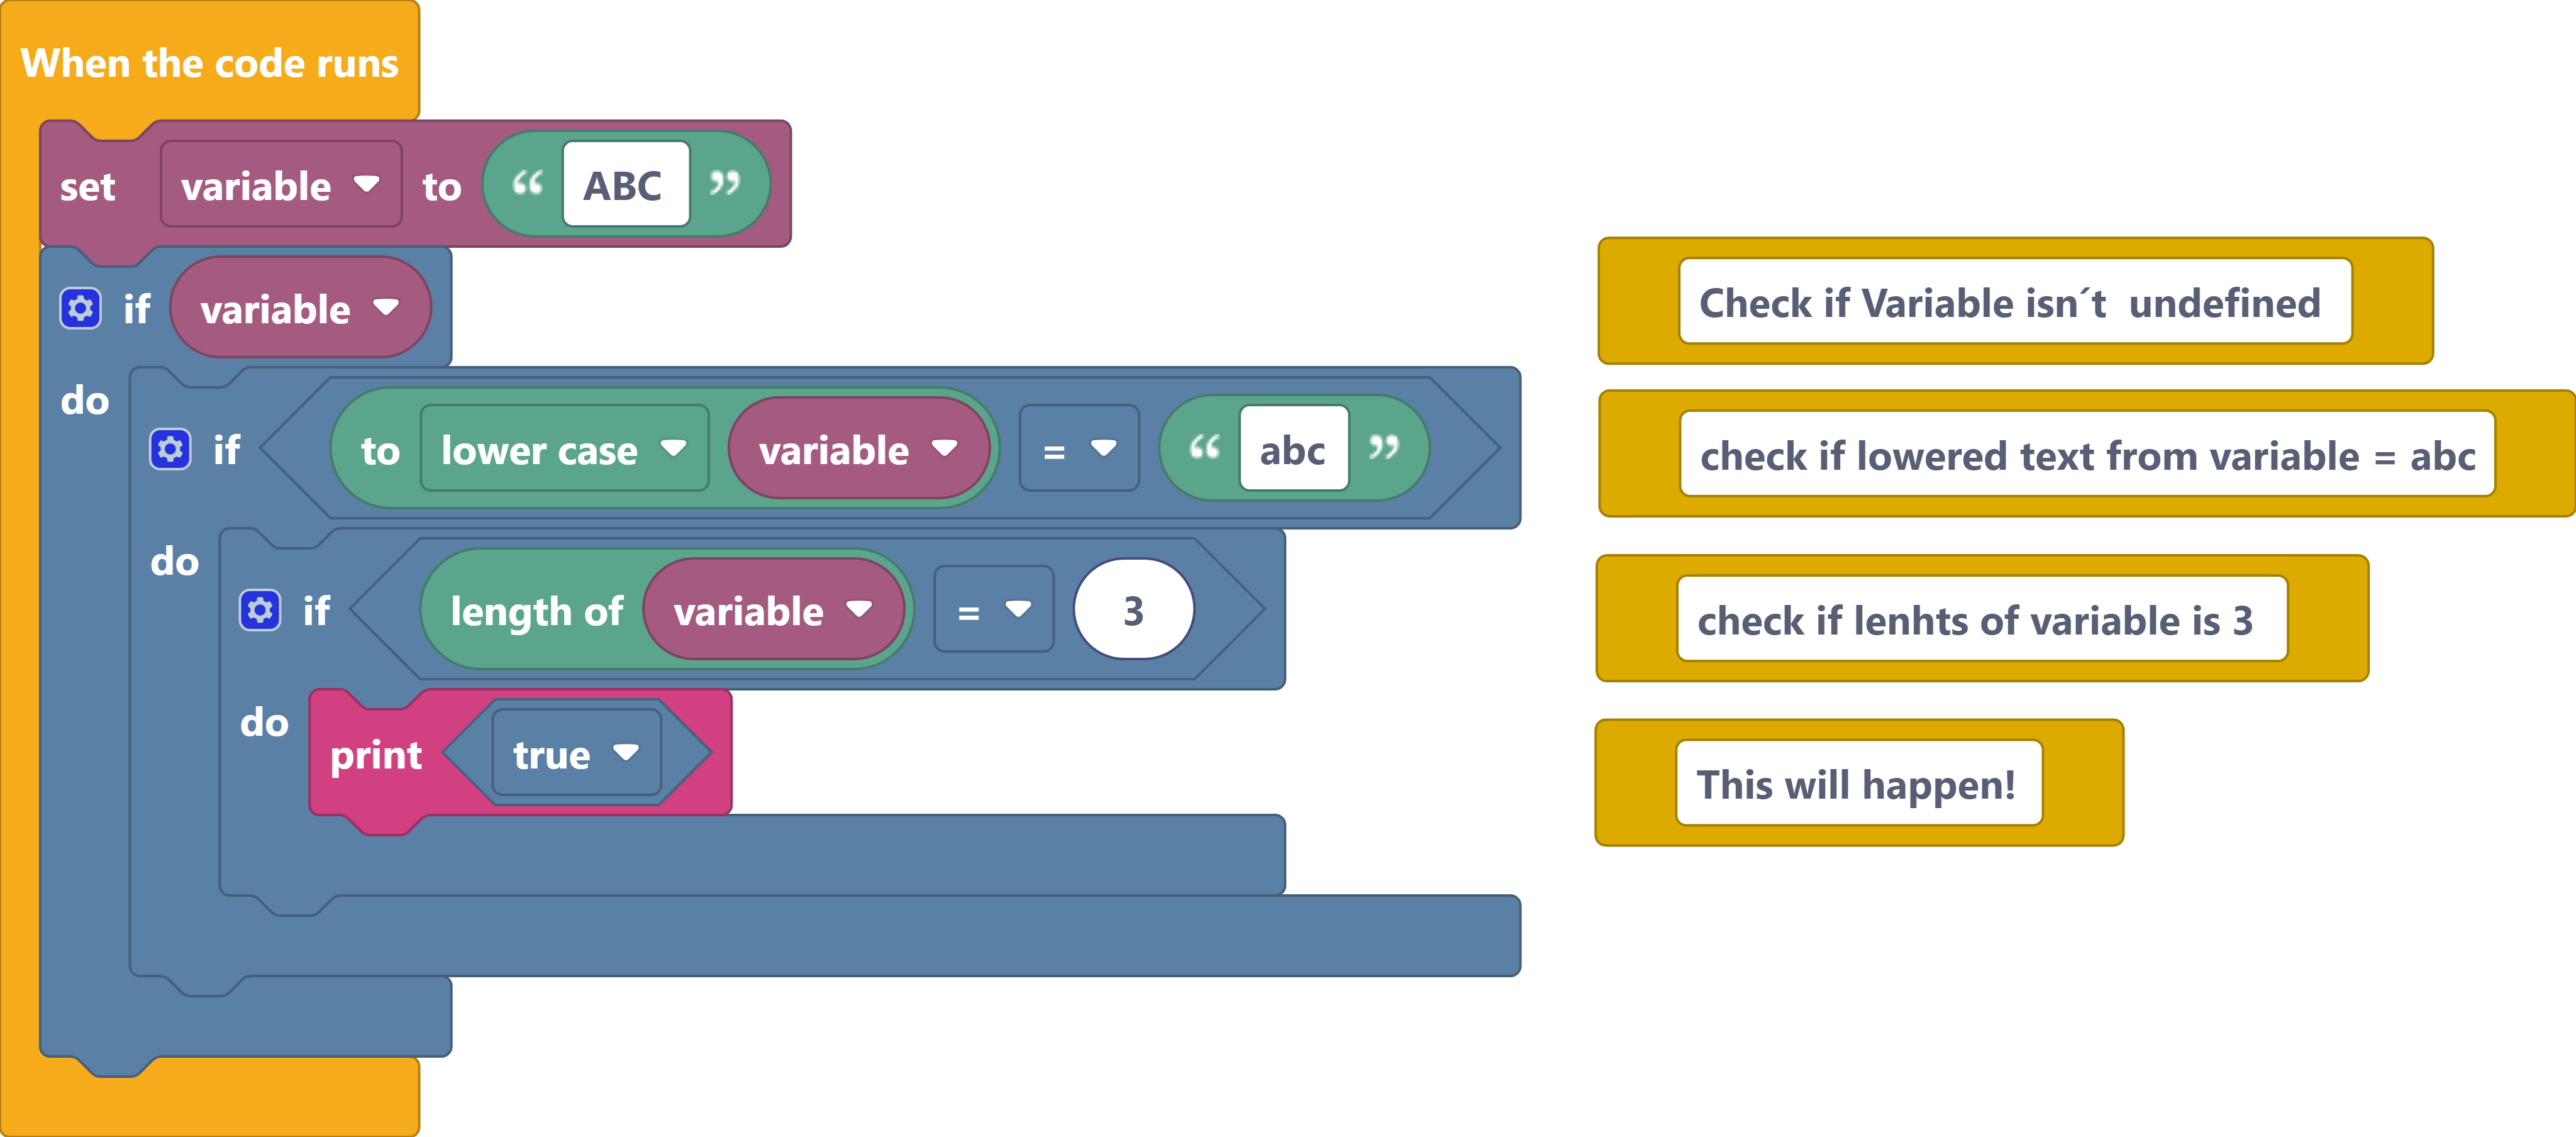 When the code runs
set variable to “ ABC ”
if variable
Check if Variable isn´t  undefined
do
if to lower case variable = “ abc ”
check if lowered text from variable = abc
do
if length of variable = 3
check if lenhts of variable is 3
do
print true
This will happen!